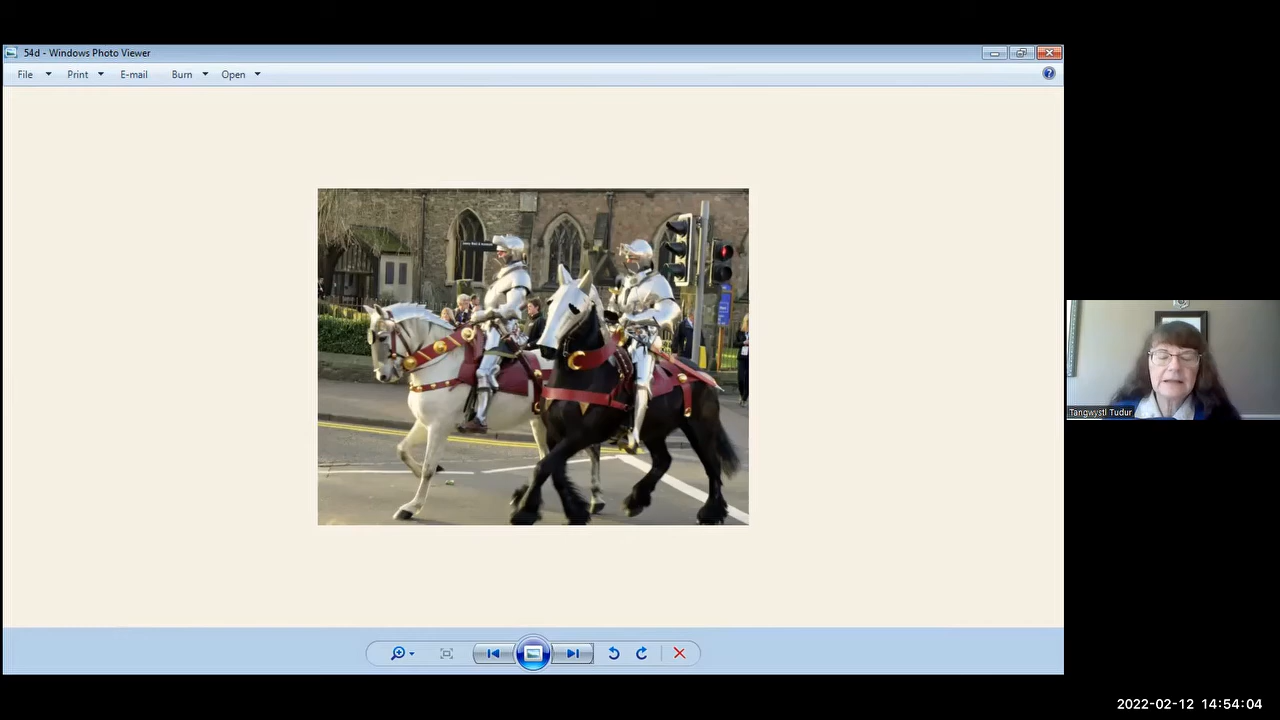 54d - Windows Photo Viewer
File Print E-mail Burn Open
Tangwystl Tudur
2022-02-12 14:54:04